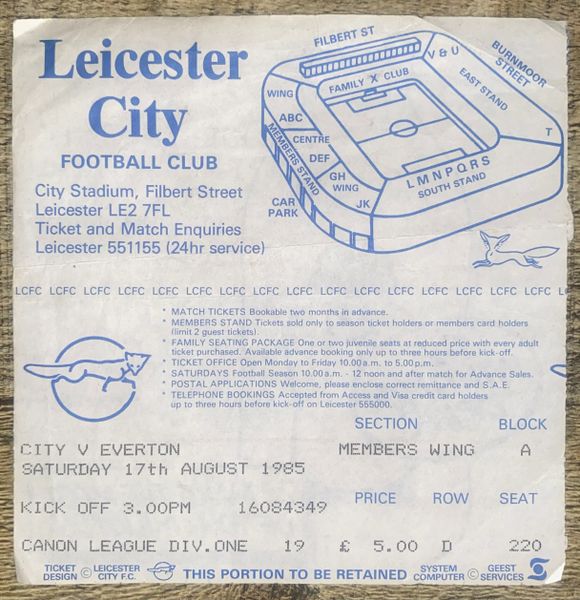 Leicester
City
FOOTBALL CLUB
City Stadium, Filbert Street
Leicester LE2 7FL
Ticket and Match Enquiries
Leicester 551155 (24hr service)
FILBERT ST
V & U
BURNMOOR
STREET
FAMILY X CLUB
EAST STAND
WING
ABC
CENTRE
DEF
GH
WING
JK
T
MEMBERS STAND
LMNPQRS
SOUTH STAND
CAR
PARK
LCFC LCFC LCFC LCFC LCFC LCFC LCFC LCFC LCFC LCFC LCFC LCFC LCFC LCFC LCFC LCFC L
* MATCH TICKETS Bookable two months in advance.
* MEMBERS STAND Tickets sold only to season ticket holders or members card holders
(limit 2 guest tickets).
* FAMILY SEATING PACKAGE One or two juvenile seats at reduced price with every adult
ticket purchased. Available advance booking only up to three hours before kick-off.
* TICKET OFFICE Open Monday to Friday 10.00 a.m. to 5.00 p.m.
* SATURDAYS Football Season 10.00 a.m. - 12 noon and after match for Advance Sales.
* POSTAL APPLICATIONS Welcome, please enclose correct remittance and S.A.E.
* TELEPHONE BOOKINGS Accepted from Access and Visa credit card holders
up to three hours before kick-off on Leicester 555000.
SECTION BLOCK
CITY V EVERTON MEMBERS WING A
SATURDAY 17th AUGUST 1985
PRICE ROW SEAT
KICK OFF 3.00PM 16084349
CANON LEAGUE DIV.ONE 19 £ 5.00 D 220
TICKET DESIGN © LEICESTER CITY F.C. THIS PORTION TO BE RETAINED SYSTEM COMPUTER © GEEST SERVICES